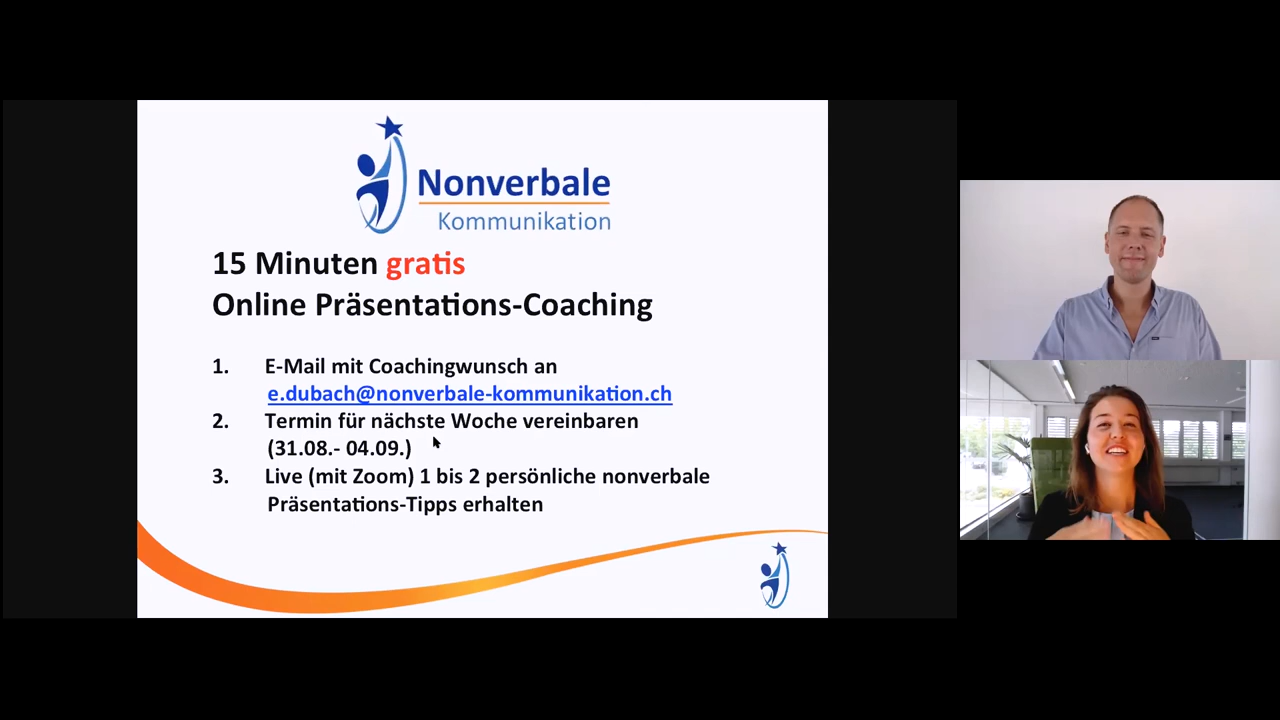 Nonverbale
Kommunikation
15 Minuten gratis
Online Präsentations-Coaching
1. E-Mail mit Coachingwunsch an
e.dubach@nonverbale-kommunikation.ch
2. Termin für nächste Woche vereinbaren
(31.08.- 04.09.)
3. Live (mit Zoom) 1 bis 2 persönliche nonverbale
Präsentations-Tipps erhalten